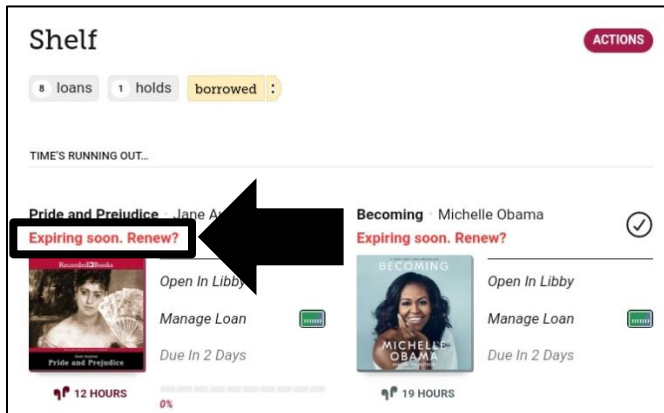 Shelf
ACTIONS
8 loans
1 holds
borrowed :
TIME'S RUNNING OUT...
Pride and Prejudice · Jane
Expiring soon. Renew?
Recorded Books
Pride and Prejudice
Open In Libby
Manage Loan
Due In 2 Days
12 HOURS
0%
Becoming · Michelle Obama
Expiring soon. Renew?
BECOMING
MICHELLE
OBAMA
Open In Libby
Manage Loan
Due In 2 Days
19 HOURS